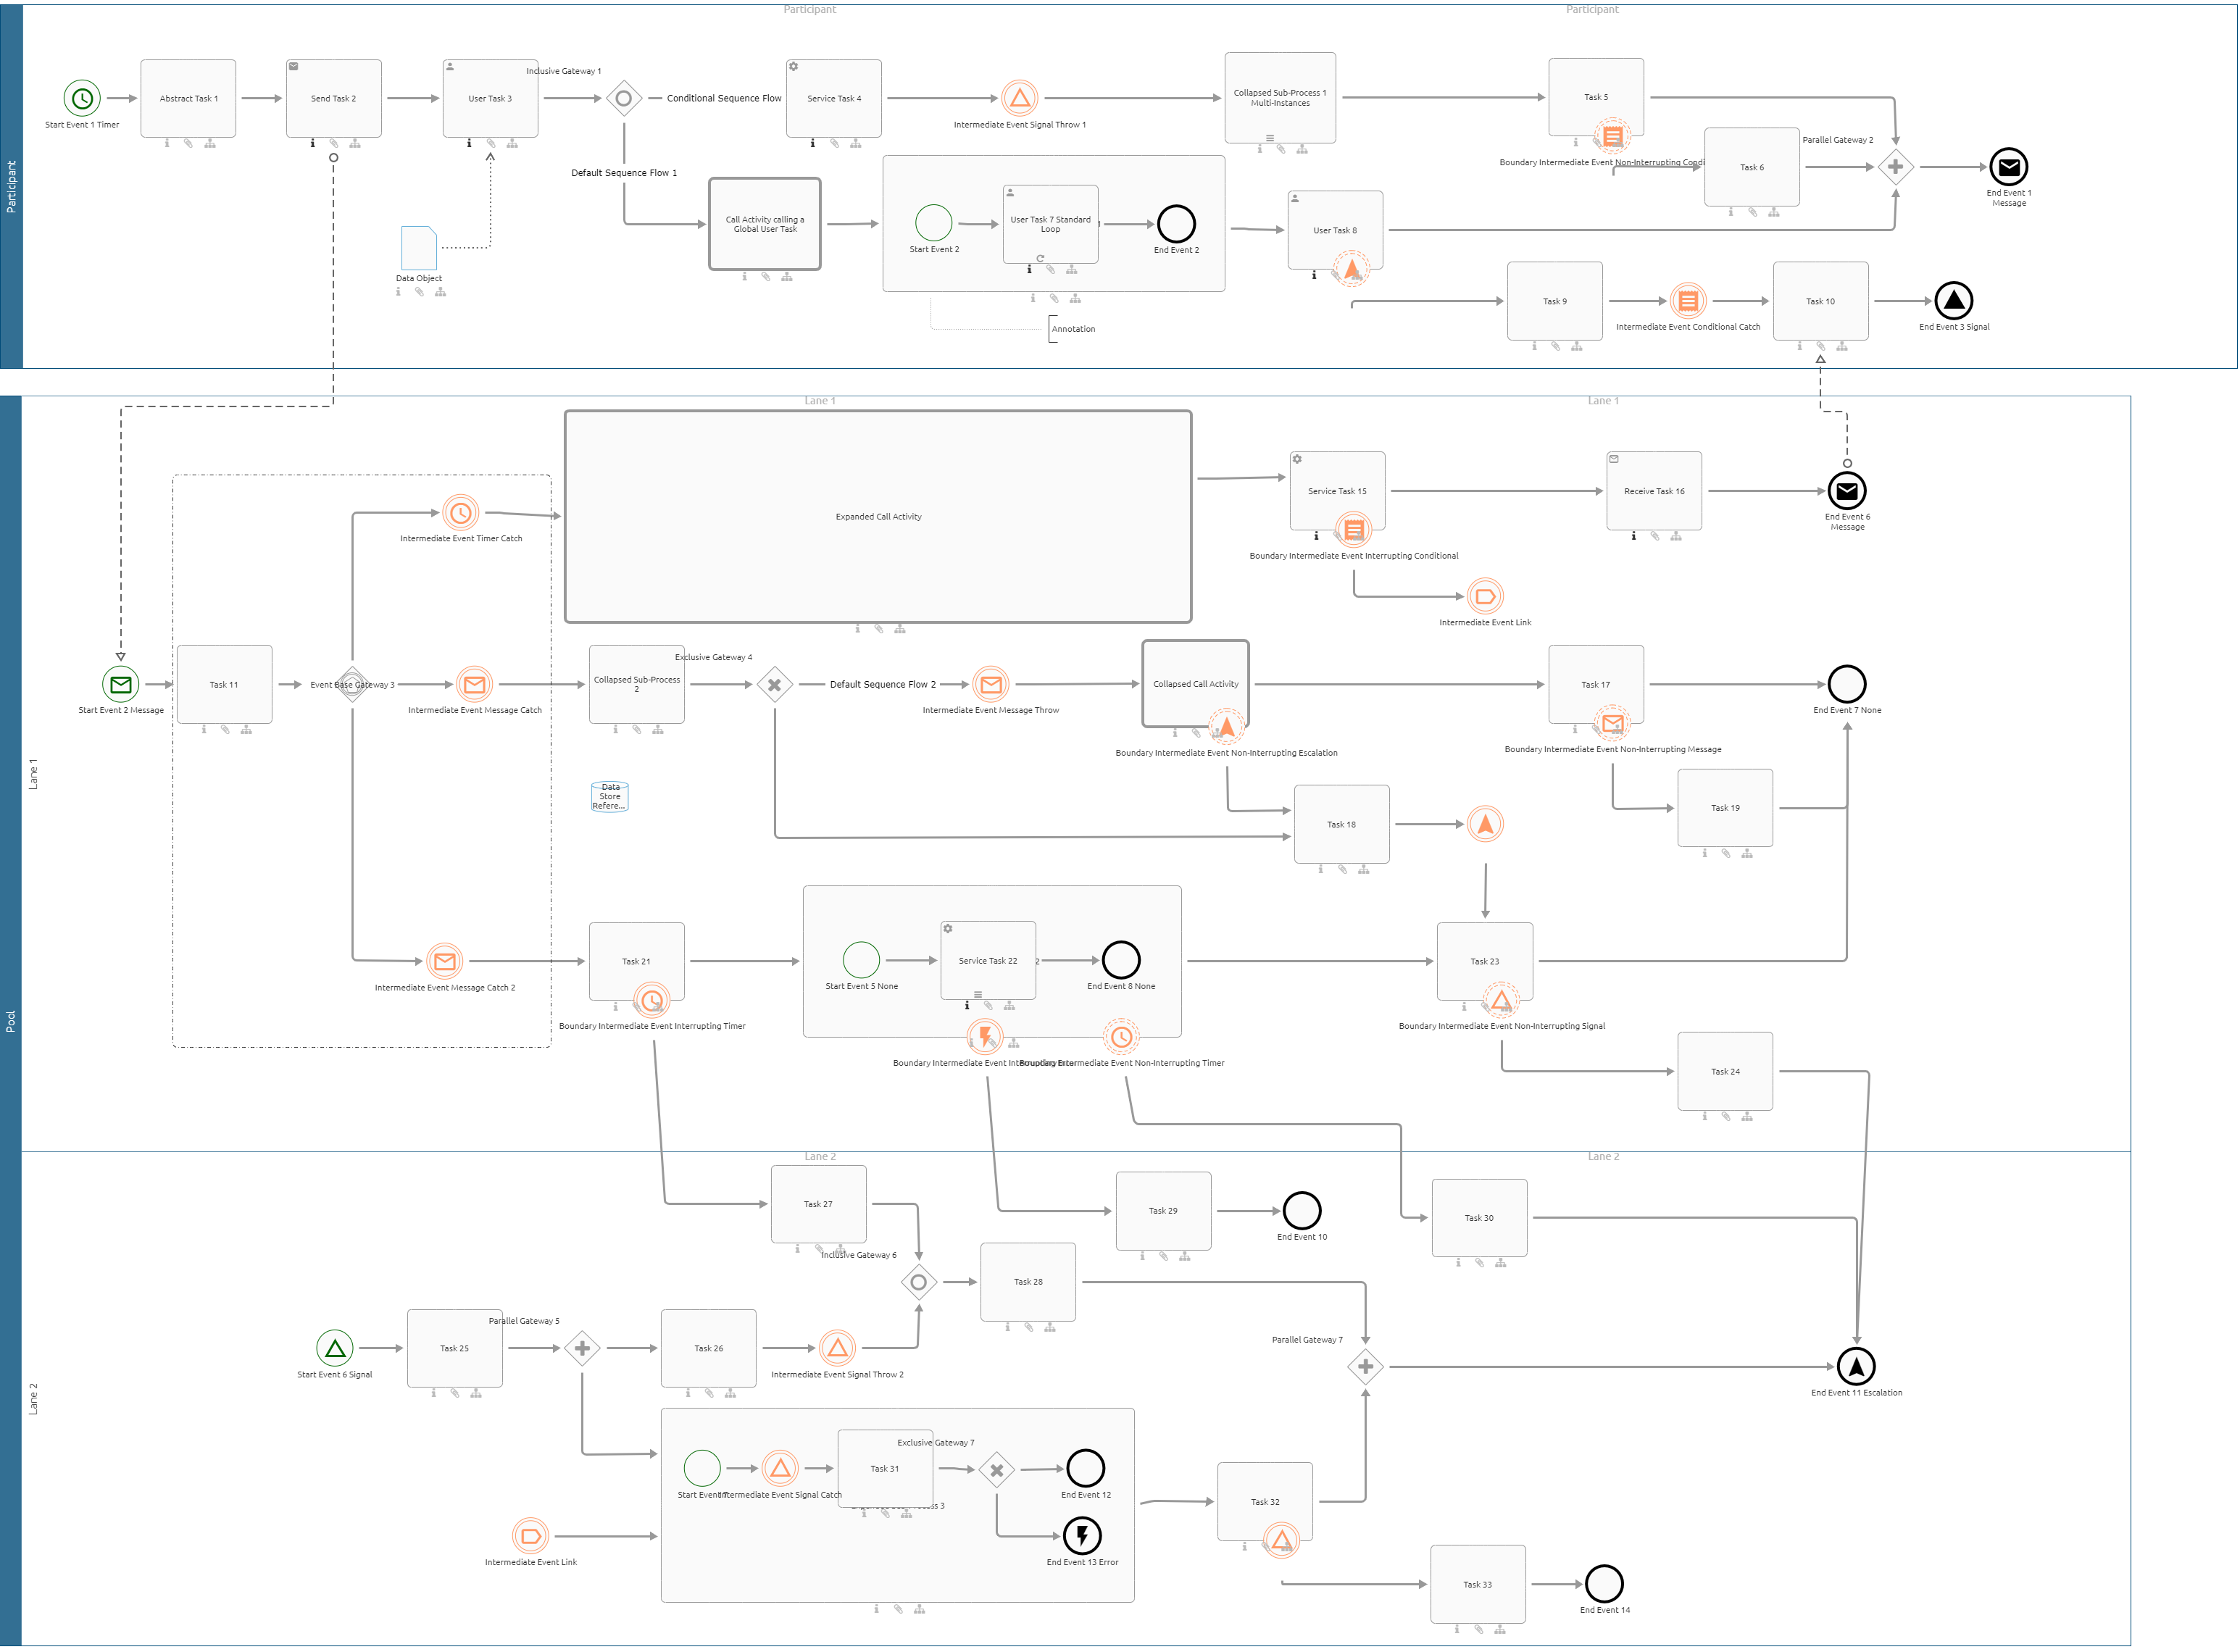 Participant
Participant
Participant
Inclusive Gateway 1
Abstract Task 1
Send Task 2
User Task 3
Conditional Sequence Flow
Service Task 4
Collapsed Sub-Process 1
Multi-Instances
Task 5
Start Event 1 Timer
Intermediate Event Signal Throw 1
Parallel Gateway 2
Boundary Intermediate Event Non-Interrupting Condi
Task 6
Default Sequence Flow 1
End Event 1
Message
Call Activity calling a
Global User Task
User Task 7 Standard
Loop
Start Event 2
End Event 2
User Task 8
Data Object
Task 9
Task 10
Annotation
Intermediate Event Conditional Catch
End Event 3 Signal
Pool
Lane 1
Lane 1
Lane 1
Service Task 15
Receive Task 16
Expanded Call Activity
End Event 6
Message
Intermediate Event Timer Catch
Boundary Intermediate Event Interrupting Conditional
Intermediate Event Link
Exclusive Gateway 4
Task 11
Event Base Gateway 3
Collapsed Sub-Process
2
Default Sequence Flow 2
Collapsed Call Activity
Task 17
Start Event 2 Message
Intermediate Event Message Catch
Intermediate Event Message Throw
End Event 7 None
Boundary Intermediate Event Non-Interrupting Escalation
Boundary Intermediate Event Non-Interrupting Message
Data
Store
Refere...
Task 19
Task 18
Task 21
Service Task 22
2
Task 23
Intermediate Event Message Catch 2
Start Event 5 None
End Event 8 None
Boundary Intermediate Event Interrupting Timer
Boundary Intermediate Event Non-Interrupting Signal
Boundary Intermediate Event
Intermediate Event Non-Interrupting Timer
Task 24
Lane 2
Lane 2
Lane 2
Task 27
Task 29
Task 30
End Event 10
Inclusive Gateway 6
Task 28
Parallel Gateway 5
Parallel Gateway 7
Task 25
Task 26
Start Event 6 Signal
Intermediate Event Signal Throw 2
End Event 11 Escalation
Exclusive Gateway 7
Task 31
Start Event
Intermediate Event Signal Catch
End Event 12
Task 32
Intermediate Event Link
End Event 13 Error
Task 33
End Event 14